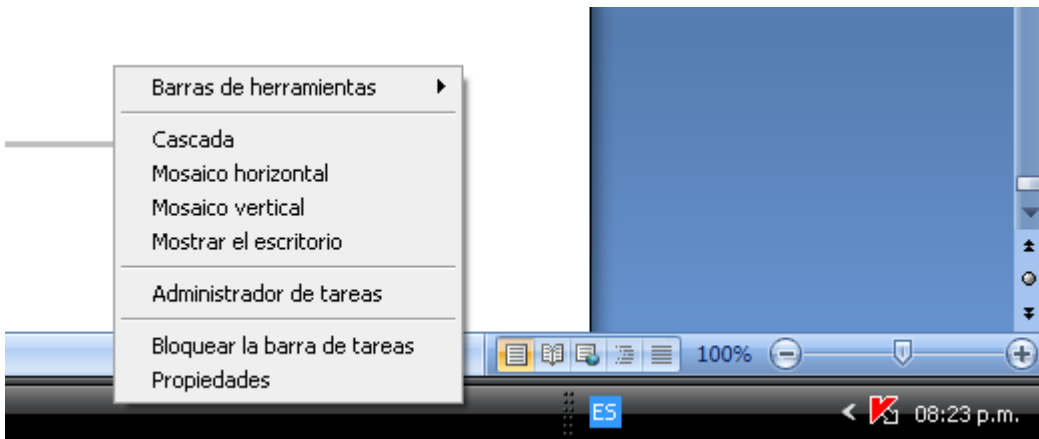 Barras de herramientas
Cascada
Mosaico horizontal
Mosaico vertical
Mostrar el escritorio
Administrador de tareas
Bloquear la barra de tareas
Propiedades
100%
ES
08:23 p.m.